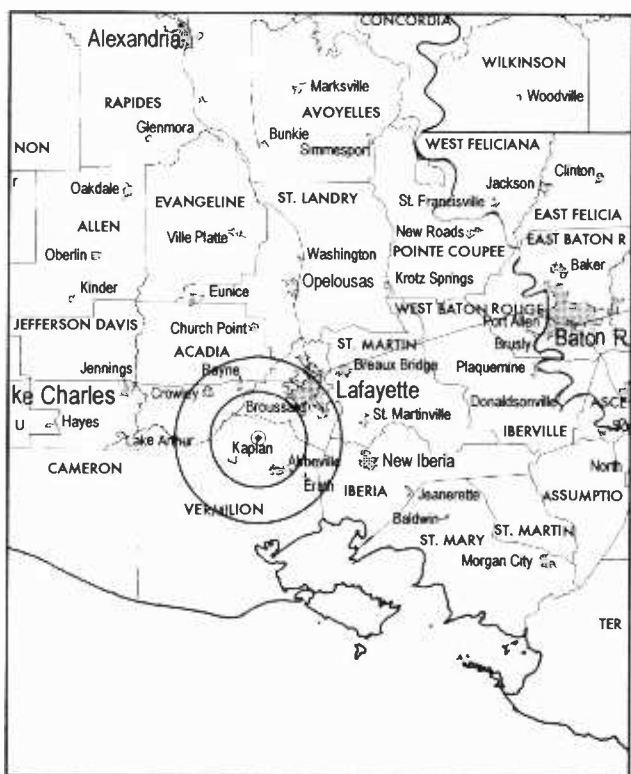 CONCORDIA
Alexandria
WILKINSON
Marksville
Woodville
RAPIDES
AVOYELLES
Glenmora
Bunkie
Simmesport
NON
WEST FELICIANA
r
Oakdale
Jackson
Clinton
EVANGELINE
ST. LANDRY
St. Francisville
ALLEN
EAST FELICIA
Ville Platte
New Roads
Oberlin
Washington
POINTE COUPEE
EAST BATON R
Baker
Kinder
Eunice
Opelousas
Krotz Springs
WEST BATON ROUGE
JEFFERSON DAVIS
Church Point
Port Allen
ST. MARTIN
Brusly
Baton R
ACADIA
Breaux Bridge
Jennings
Rayne
Plaquemine
ke Charles
Crowley
Lafayette
Donaldsonville
ASCE
U
Hayes
Broussard
St. Martinville
IBERVILLE
Lake Arthur
Kaplan
CAMERON
Abbeville
New Iberia
North
Erath
IBERIA
Jeanerette
ASSUMPTIO
VERMILION
Baldwin
ST. MARTIN
ST. MARY
Morgan City
TER